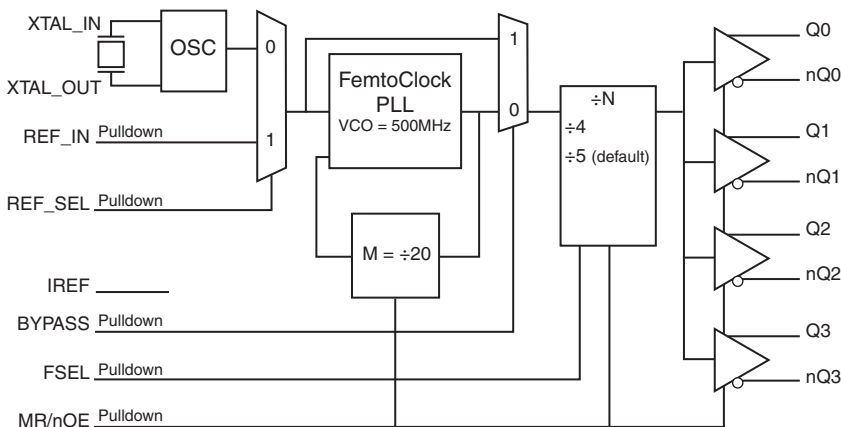 XTAL_IN
OSC
XTAL_OUT
0
1
REF_IN Pulldown
REF_SEL Pulldown
FemtoClock
PLL
VCO = 500MHz
M = ÷20
1
0
÷N
÷4
÷5 (default)
IREF
BYPASS Pulldown
FSEL Pulldown
MR/nOE Pulldown
Q0
nQ0
Q1
nQ1
Q2
nQ2
Q3
nQ3